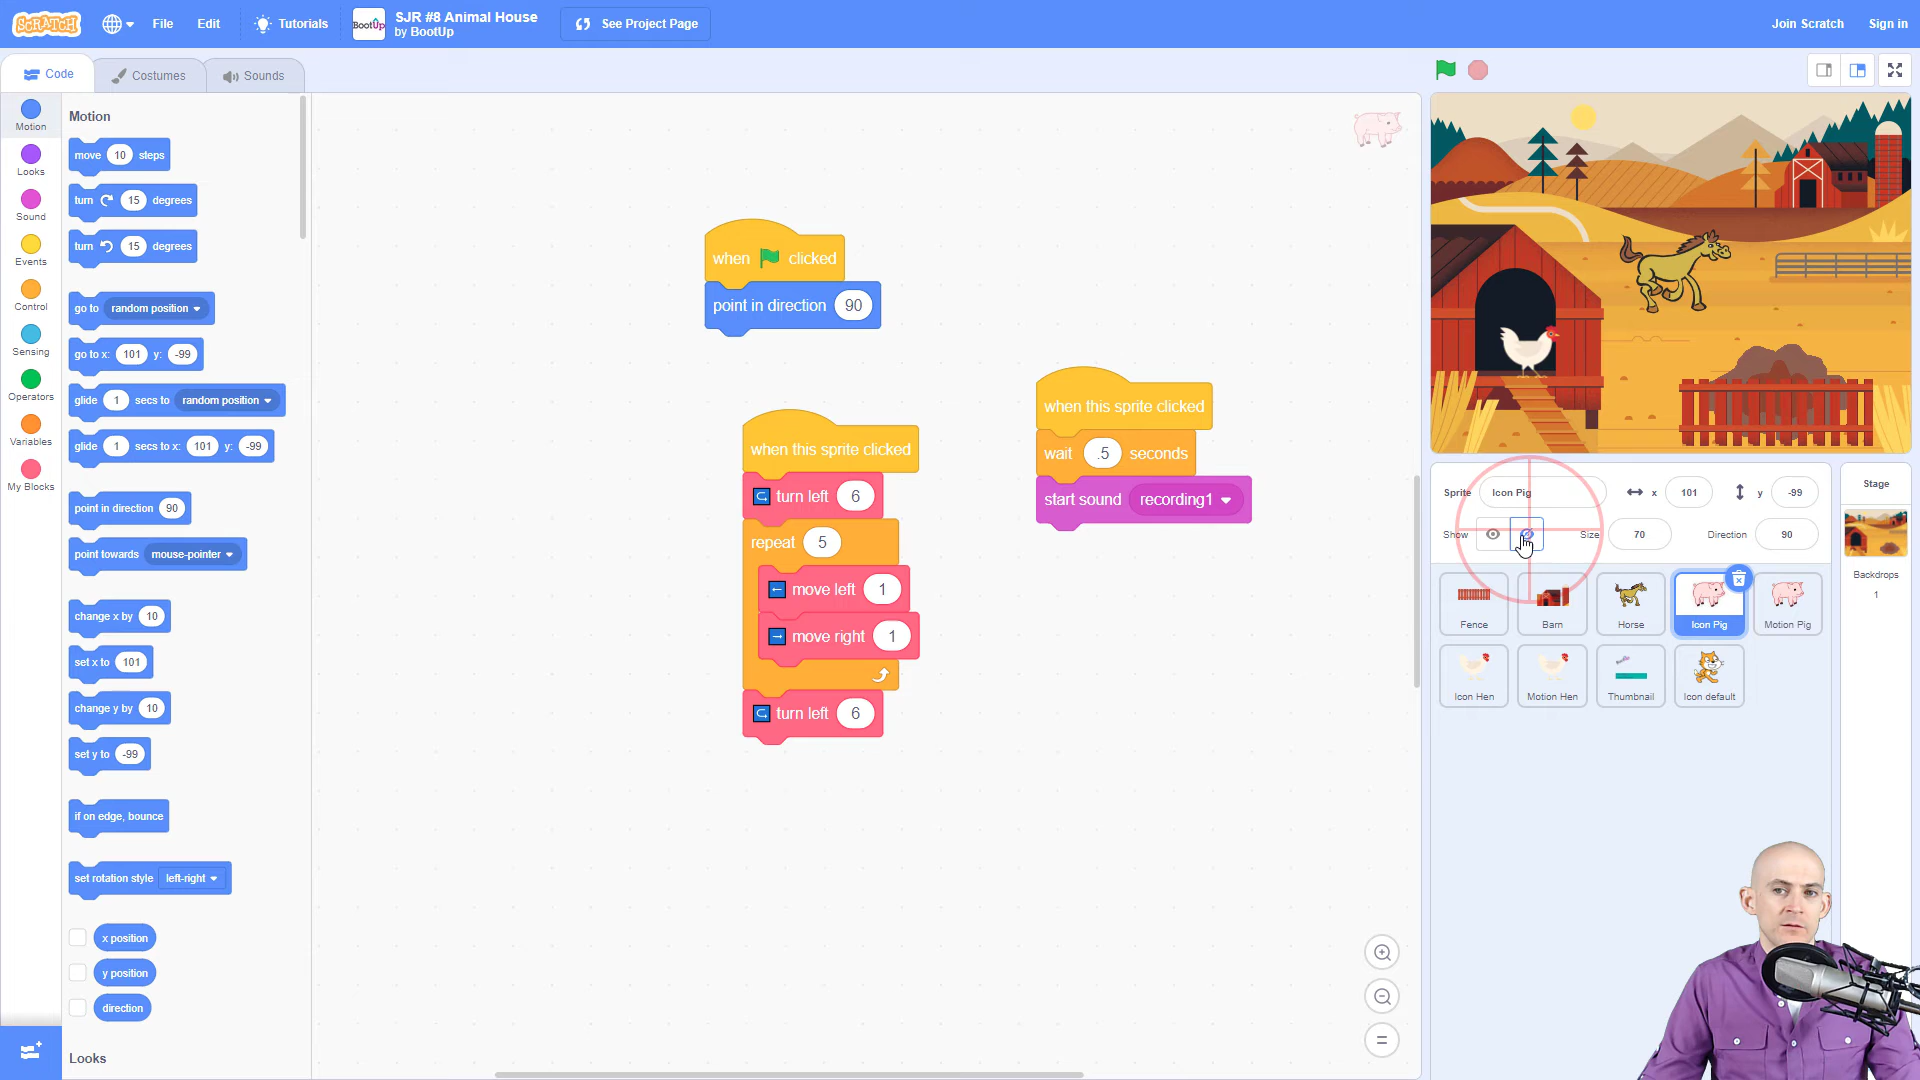 SCRATCH
File
Edit
Tutorials
BootUp
SJR #8 Animal House
by BootUp
See Project Page
Join Scratch
Sign in
Code
Costumes
Sounds
Motion
Looks
Sound
Events
Control
Sensing
Operators
Variables
My Blocks
Motion
move 10 steps
turn 15 degrees
turn 15 degrees
go to random position
go to x: 101 y: -99
glide 1 secs to random position
glide 1 secs to x: 101 y: -99
point in direction 90
point towards mouse-pointer
change x by 10
set x to 101
change y by 10
set y to -99
if on edge, bounce
set rotation style left-right
x position
y position
direction
Looks
when clicked
point in direction 90
when this sprite clicked
turn left 6
repeat 5
move left 1
move right 1
turn left 6
when this sprite clicked
wait .5 seconds
start sound recording1
Sprite Icon Pig x 101 y -99
Show Size 70 Direction 90
Fence
Barn
Horse
Icon Pig
Motion Pig
Icon Hen
Motion Hen
Thumbnail
Icon default
Stage
Backdrops
1